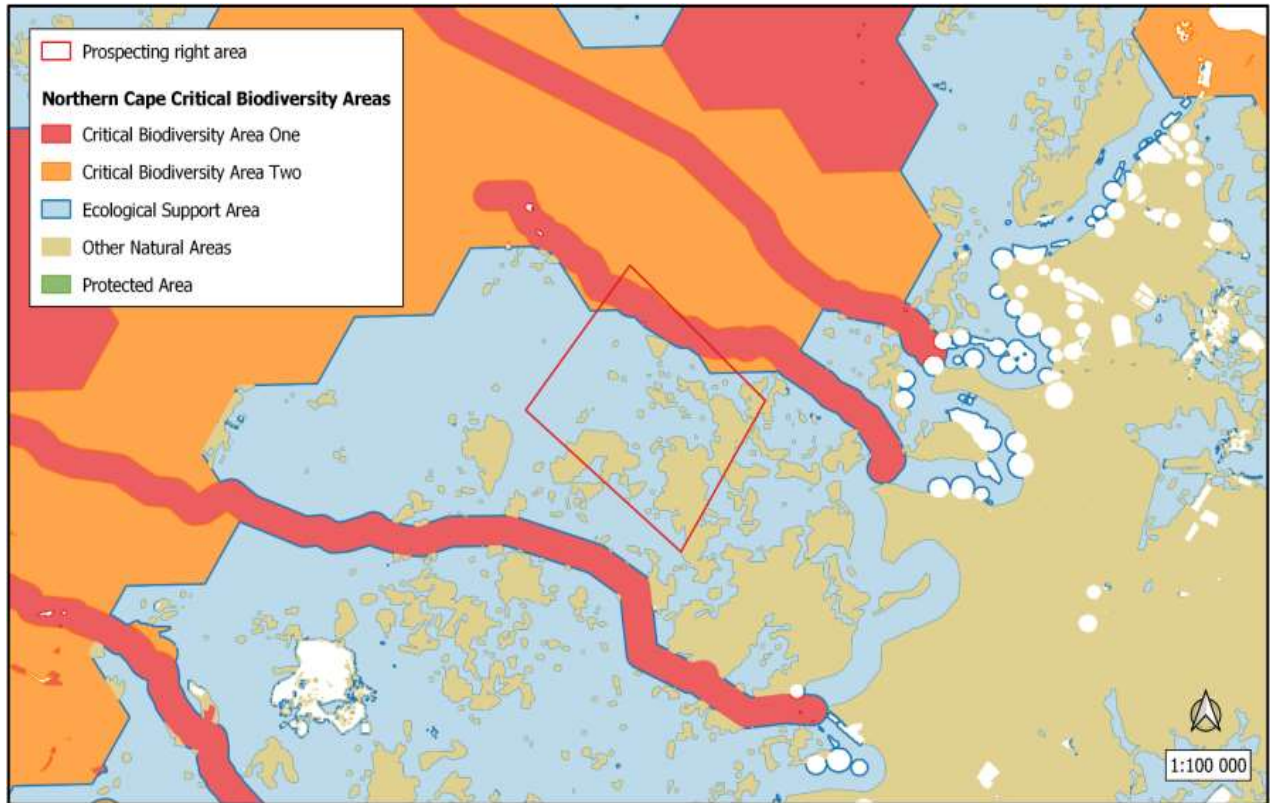 Prospecting right area
Northern Cape Critical Biodiversity Areas
Critical Biodiversity Area One
Critical Biodiversity Area Two
Ecological Support Area
Other Natural Areas
Protected Area
1:100 000